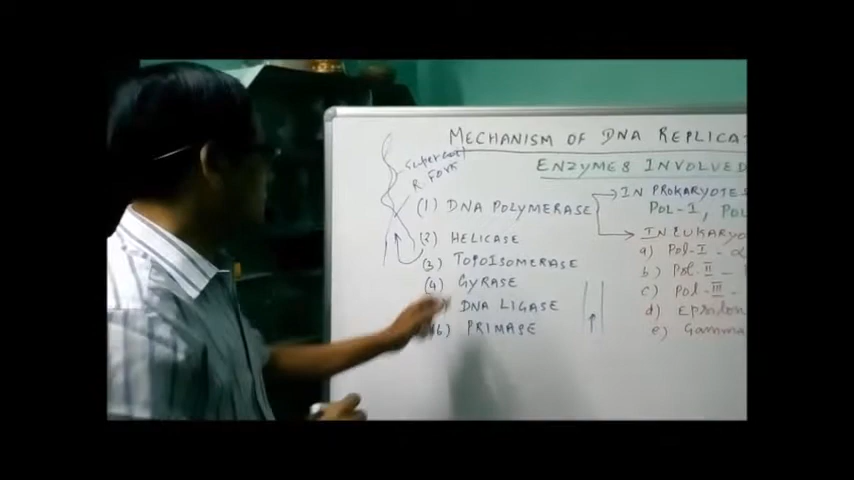 MECHANISM OF DNA REPLICAT
ENZYMES INVOLVED
Supercoil
R. Fork
(1) DNA POLYMERASE
IN PROKARYOTES
Pol-I, Pol
(2) HELICASE
IN EUKARYO
(3) TOPOISOMERASE
a) Pol-I - α
(4) GYRASE
b) Pol-II -
DNA LIGASE
c) Pol-III -
d) Epsilon
(6) PRIMASE
e) Gamma